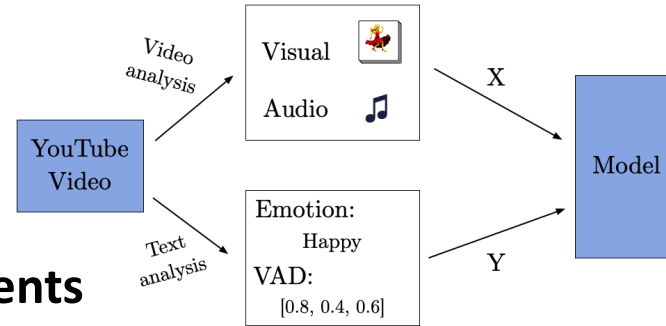 Video
analysis
Visual
Audio
X
YouTube
Video
Model
Text
analysis
Emotion:
Happy
VAD:
[0.8, 0.4, 0.6]
Y
ents